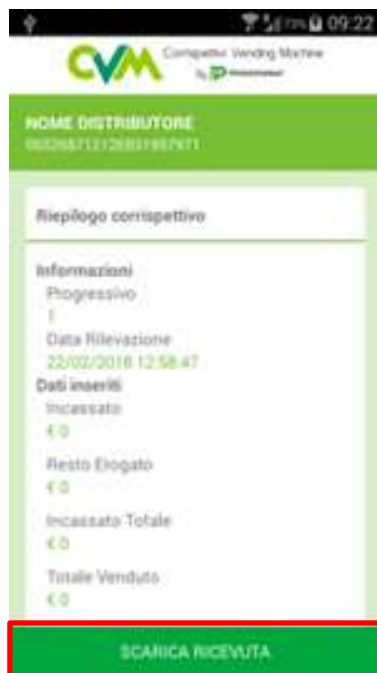 09:22
CVM
Corrispettivi Vending Machine
by
NOME DISTRIBUTORE
Riepilogo corrispettivo
Informazioni
Progressivo
1
Data Rilevazione
22/02/2018 12:58:47
Dati inseriti
Incassato
€ 0
Resto Erogato
€ 0
Incassato Totale
€ 0
Totale Venduto
€ 0
SCARICA RICEVUTA